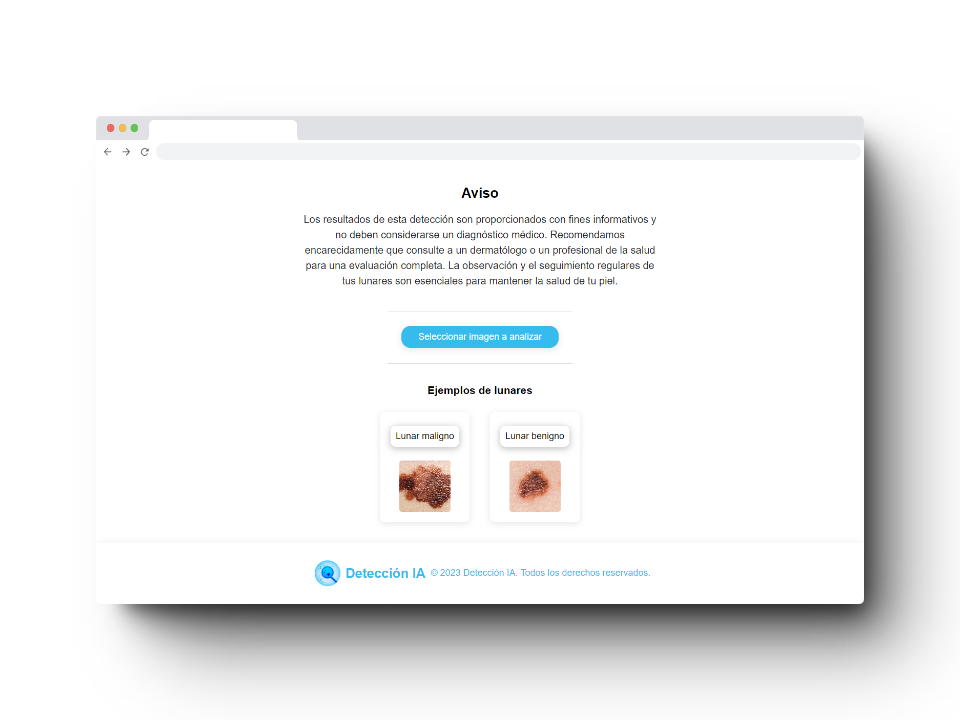 Aviso
Los resultados de esta detección son proporcionados con fines informativos y
no deben considerarse un diagnóstico médico. Recomendamos
encarecidamente que consulte a un dermatólogo o un profesional de la salud
para una evaluación completa. La observación y el seguimiento regulares de
tus lunares son esenciales para mantener la salud de tu piel.
Seleccionar imagen a analizar
Ejemplos de lunares
Lunar maligno
Lunar benigno
Detección IA © 2023 Detección IA. Todos los derechos reservados.